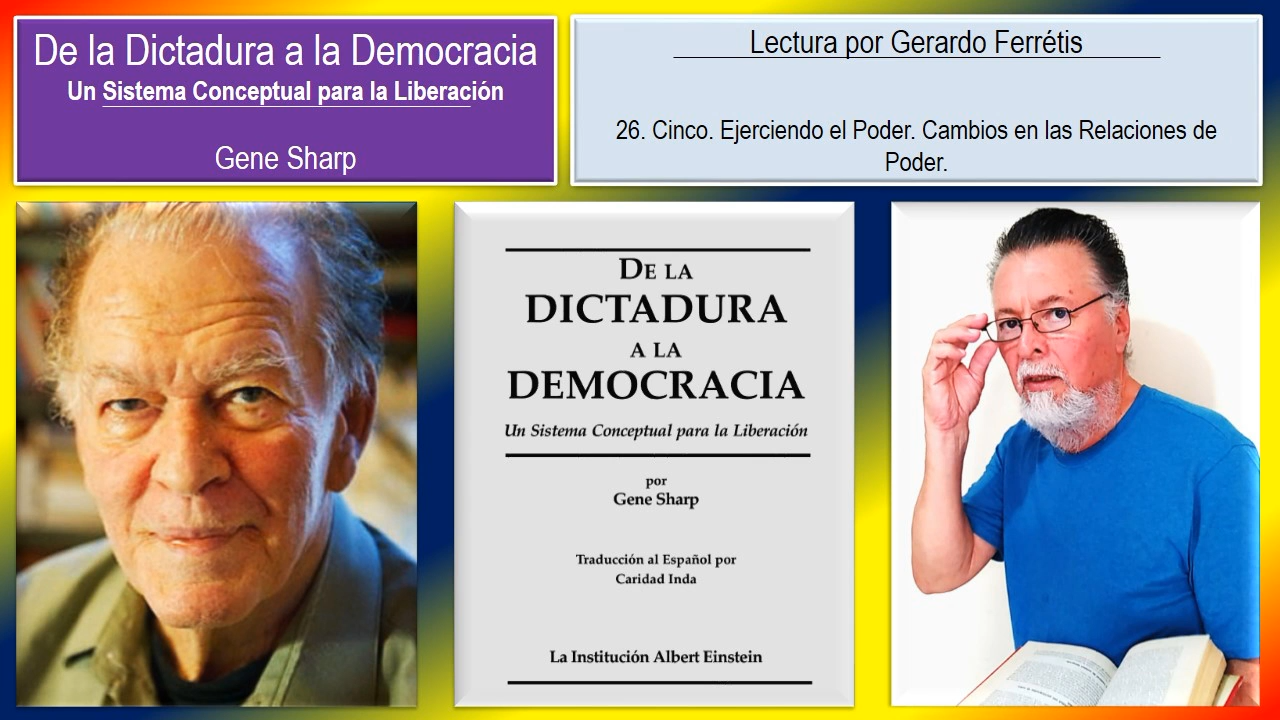 De la Dictadura a la Democracia
Un Sistema Conceptual para la Liberación
Gene Sharp
Lectura por Gerardo Ferrétis
26. Cinco. Ejerciendo el Poder. Cambios en las Relaciones de
Poder.
DE LA
DICTADURA
A LA
DEMOCRACIA
Un Sistema Conceptual para la Liberación
por
Gene Sharp
Traducción al Español por
Caridad Inda
La Institución Albert Einstein